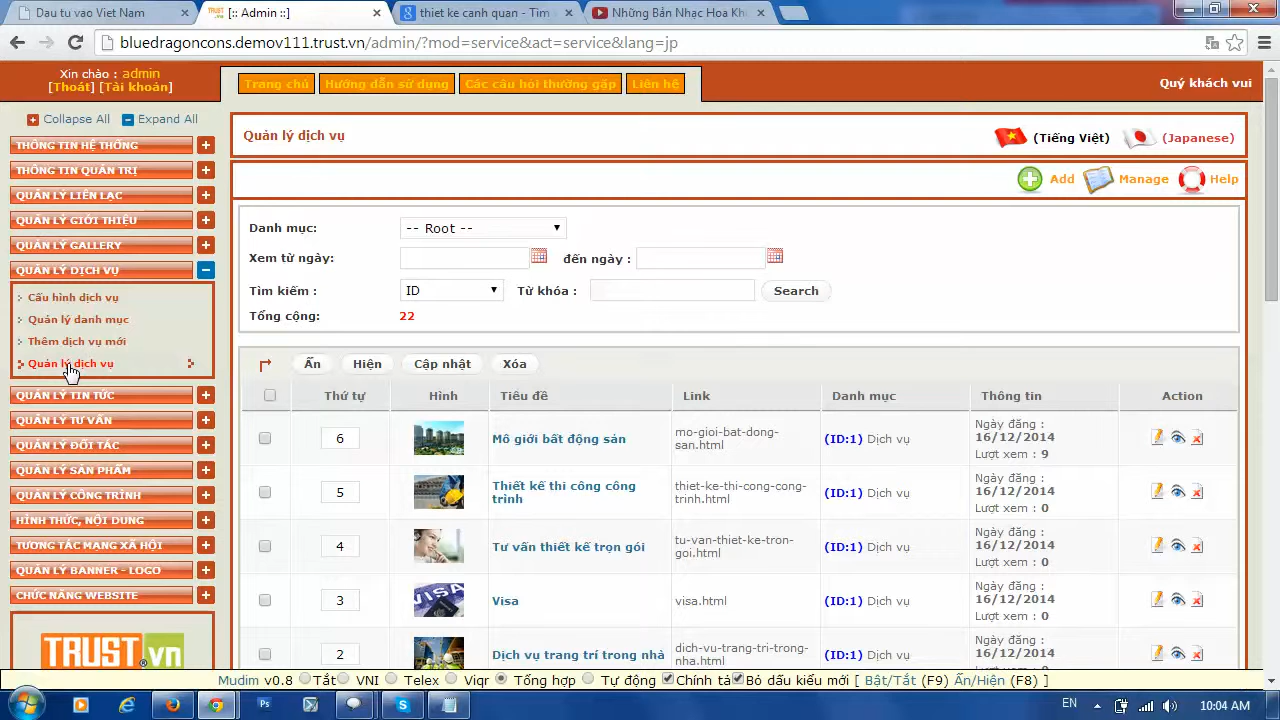 Dau tu vao Viet Nam
[:: Admin ::]
thiet ke canh quan - Tìm
Những Bản Nhạc Hoa Kh
bluedragoncons.demov111.trust.vn/admin/?mod=service&act=service&lang=jp
Xin chào : admin
[Thoát] [Tài khoản]
Trang chủ
Hướng dẫn sử dụng
Các câu hỏi thường gặp
Liên hệ
Quý khách vui
Collapse All
Expand All
THÔNG TIN HỆ THỐNG
THÔNG TIN QUẢN TRỊ
QUẢN LÝ LIÊN LẠC
QUẢN LÝ GIỚI THIỆU
QUẢN LÝ GALLERY
QUẢN LÝ DỊCH VỤ
Cấu hình dịch vụ
Quản lý danh mục
Thêm dịch vụ mới
Quản lý dịch vụ
QUẢN LÝ TIN TỨC
QUẢN LÝ TƯ VẤN
QUẢN LÝ ĐỐI TÁC
QUẢN LÝ SẢN PHẨM
QUẢN LÝ CÔNG TRÌNH
HÌNH THỨC, NỘI DUNG
TƯƠNG TÁC MẠNG XÃ HỘI
QUẢN LÝ BANNER - LOGO
CHỨC NĂNG WEBSITE
TRUST.vn
Quản lý dịch vụ
(Tiếng Việt)
(Japanese)
Add
Manage
Help
Danh mục:
-- Root --
Xem từ ngày:
đến ngày :
Tìm kiếm :
ID
Từ khóa :
Search
Tổng cộng:
22
Ẩn
Hiện
Cập nhật
Xóa
Thứ tự
Hình
Tiêu đề
Link
Danh mục
Thông tin
Action
6
Mô giới bất động sản
mo-gioi-bat-dong-
san.html
(ID:1) Dịch vụ
Ngày đăng :
16/12/2014
Lượt xem : 9
5
Thiết kế thi công công
trình
thiet-ke-thi-cong-cong-
trinh.html
(ID:1) Dịch vụ
Ngày đăng :
16/12/2014
Lượt xem : 0
4
Tư vấn thiết kế trọn gói
tu-van-thiet-ke-tron-
goi.html
(ID:1) Dịch vụ
Ngày đăng :
16/12/2014
Lượt xem : 0
3
VISA
Visa
visa.html
(ID:1) Dịch vụ
Ngày đăng :
16/12/2014
Lượt xem : 0
2
Dịch vụ trang trí trong nhà
dich-vu-trang-tri-trong-
nha.html
(ID:1) Dịch vụ
Ngày đăng :
16/12/2014
Lượt xem : 0
Mudim v0.8 Tắt VNI Telex Viqr Tổng hợp Tự động Chính tả Bỏ dấu kiểu mới [ Bật/Tắt (F9) Ẩn/Hiện (F8) ]
EN
10:04 AM